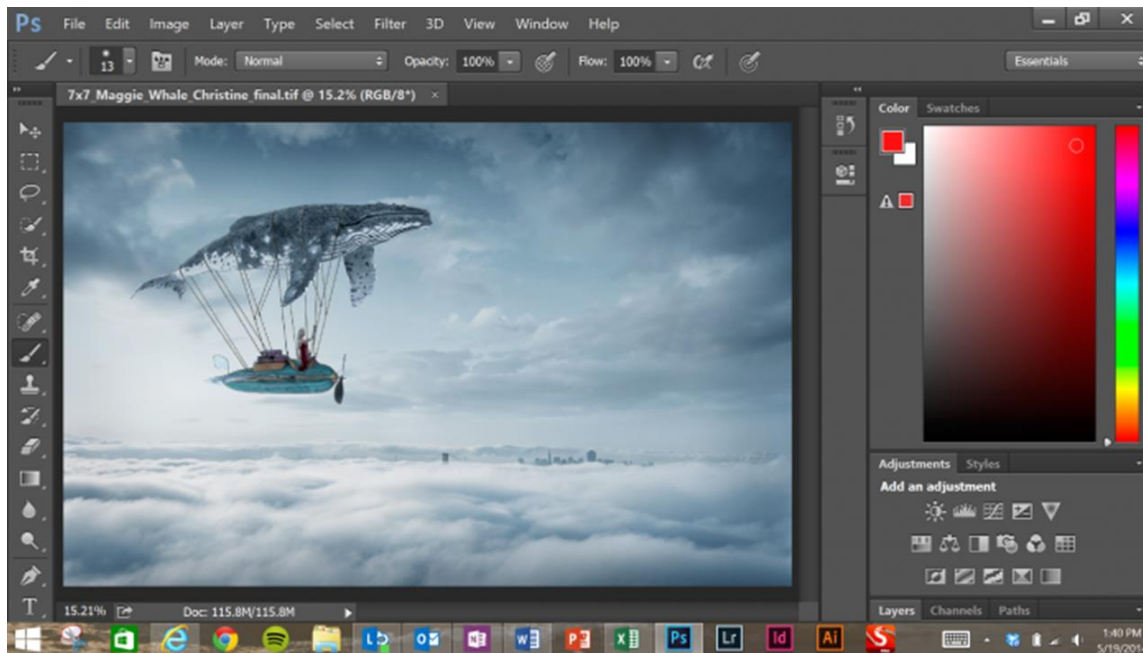 Ps File Edit Image Layer Type Select Filter 3D View Window Help
13 Mode: Normal Opacity: 100% Flow: 100% Essentials
7x7_Maggie_Whale_Christine_final.tif @ 15.2% (RGB/8*) ×
Color Swatches
Adjustments Styles
Add an adjustment
T 15.21% Doc: 115.8M/115.8M
Layers Channels Paths
Ps Lr Id Ai S
1:40 PM